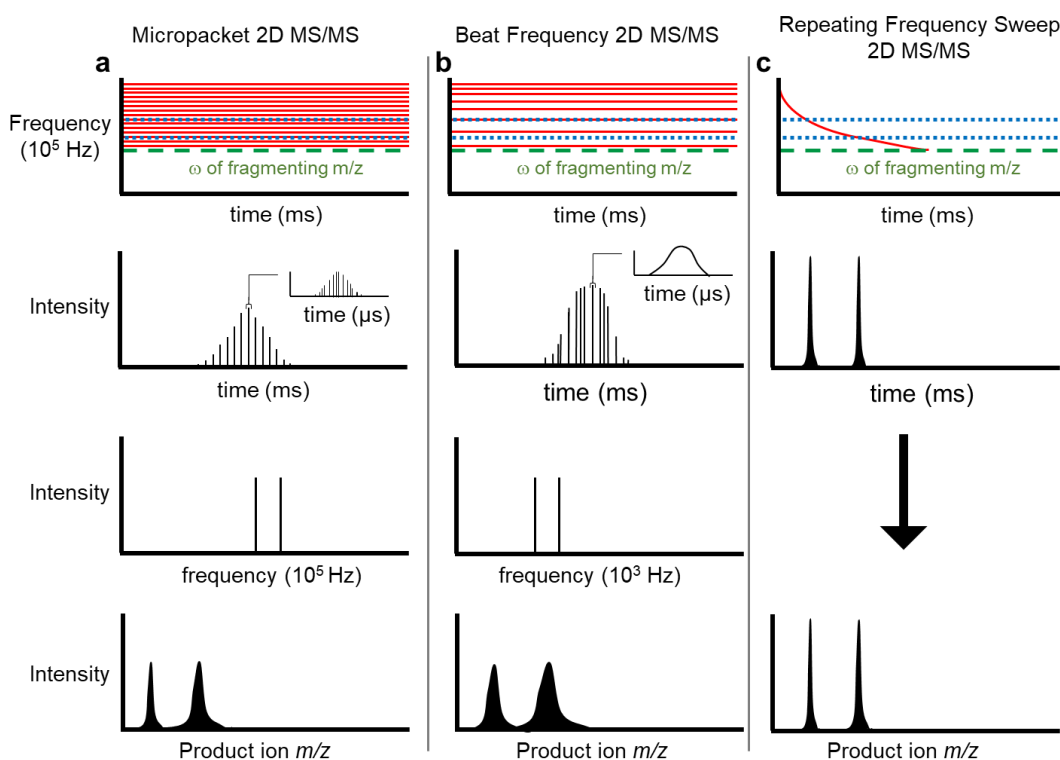 Micropacket 2D MS/MS
Beat Frequency 2D MS/MS
Repeating Frequency Sweep
2D MS/MS
a
b
c
Frequency
(10⁵ Hz)
ω of fragmenting m/z
ω of fragmenting m/z
ω of fragmenting m/z
time (ms)
time (ms)
time (ms)
Intensity
time (µs)
time (µs)
time (ms)
time (ms)
time (ms)
Intensity
frequency (10⁵ Hz)
frequency (10³ Hz)
Intensity
Product ion m/z
Product ion m/z
Product ion m/z